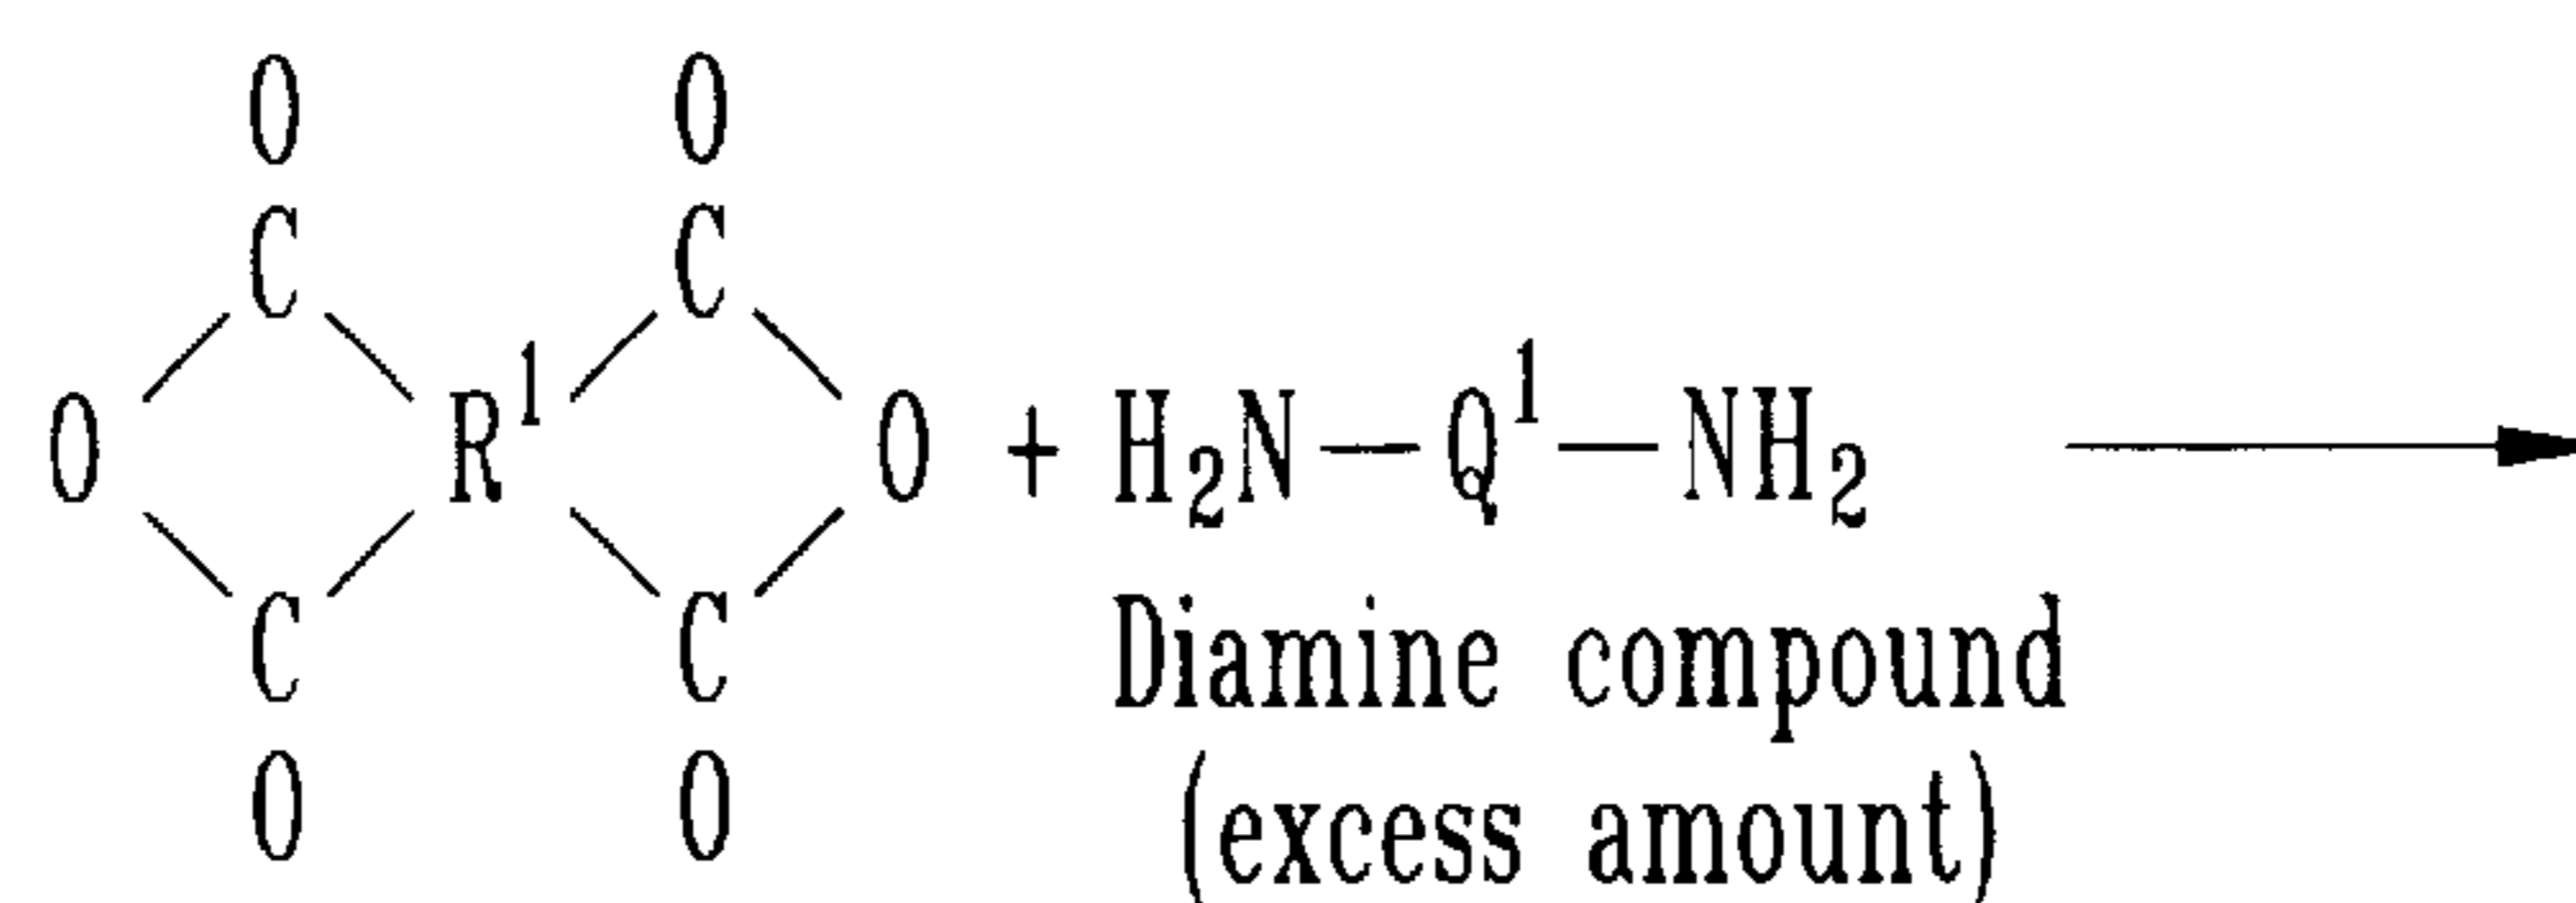 O O
C C
O R¹ O + H₂N—Q¹—NH₂
C C Diamine compound
O O (excess amount)